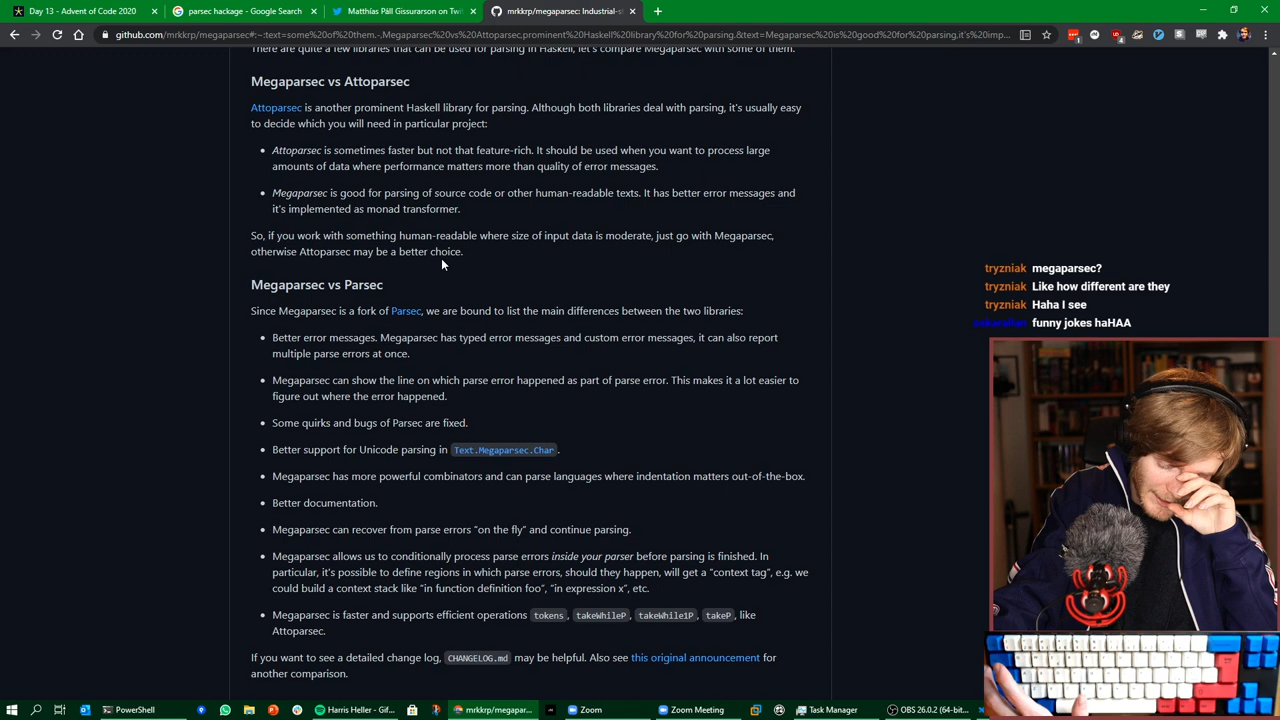 Day 13 - Advent of Code 2020
parsec hackage - Google Search
Matthías Páll Gissurarson on Twi
mrkkrp/megaparsec: Industrial-s
github.com/mrkkrp/megaparsec#:~:text=some%20of%20them.-,Megaparsec%20vs%20Attoparsec,prominent%20Haskell%20library%20for%20parsing.&text=Megaparsec%20is%20good%20for%20parsing,it's%20imp...
There are quite a few libraries that can be used for parsing in Haskell, let's compare Megaparsec with some of them.
Megaparsec vs Attoparsec
Attoparsec is another prominent Haskell library for parsing. Although both libraries deal with parsing, it's usually easy
to decide which you will need in particular project:
• Attoparsec is sometimes faster but not that feature-rich. It should be used when you want to process large
amounts of data where performance matters more than quality of error messages.
• Megaparsec is good for parsing of source code or other human-readable texts. It has better error messages and
it's implemented as monad transformer.
So, if you work with something human-readable where size of input data is moderate, just go with Megaparsec,
otherwise Attoparsec may be a better choice.
Megaparsec vs Parsec
Since Megaparsec is a fork of Parsec, we are bound to list the main differences between the two libraries:
• Better error messages. Megaparsec has typed error messages and custom error messages, it can also report
multiple parse errors at once.
• Megaparsec can show the line on which parse error happened as part of parse error. This makes it a lot easier to
figure out where the error happened.
• Some quirks and bugs of Parsec are fixed.
• Better support for Unicode parsing in Text.Megaparsec.Char.
• Megaparsec has more powerful combinators and can parse languages where indentation matters out-of-the-box.
• Better documentation.
• Megaparsec can recover from parse errors “on the fly” and continue parsing.
• Megaparsec allows us to conditionally process parse errors inside your parser before parsing is finished. In
particular, it's possible to define regions in which parse errors, should they happen, will get a “context tag”, e.g. we
could build a context stack like “in function definition foo”, “in expression x”, etc.
• Megaparsec is faster and supports efficient operations tokens, takeWhileP, takeWhile1P, takeP, like
Attoparsec.
If you want to see a detailed change log, CHANGELOG.md may be helpful. Also see this original announcement for
another comparison.
tryzniak megaparsec?
tryzniak Like how different are they
tryzniak Haha I see
funny jokes haHAA
PowerShell
Harris Heller - Gif...
mrkkrp/megapar...
Zoom
Zoom Meeting
Task Manager
OBS 26.0.2 (64-bit...